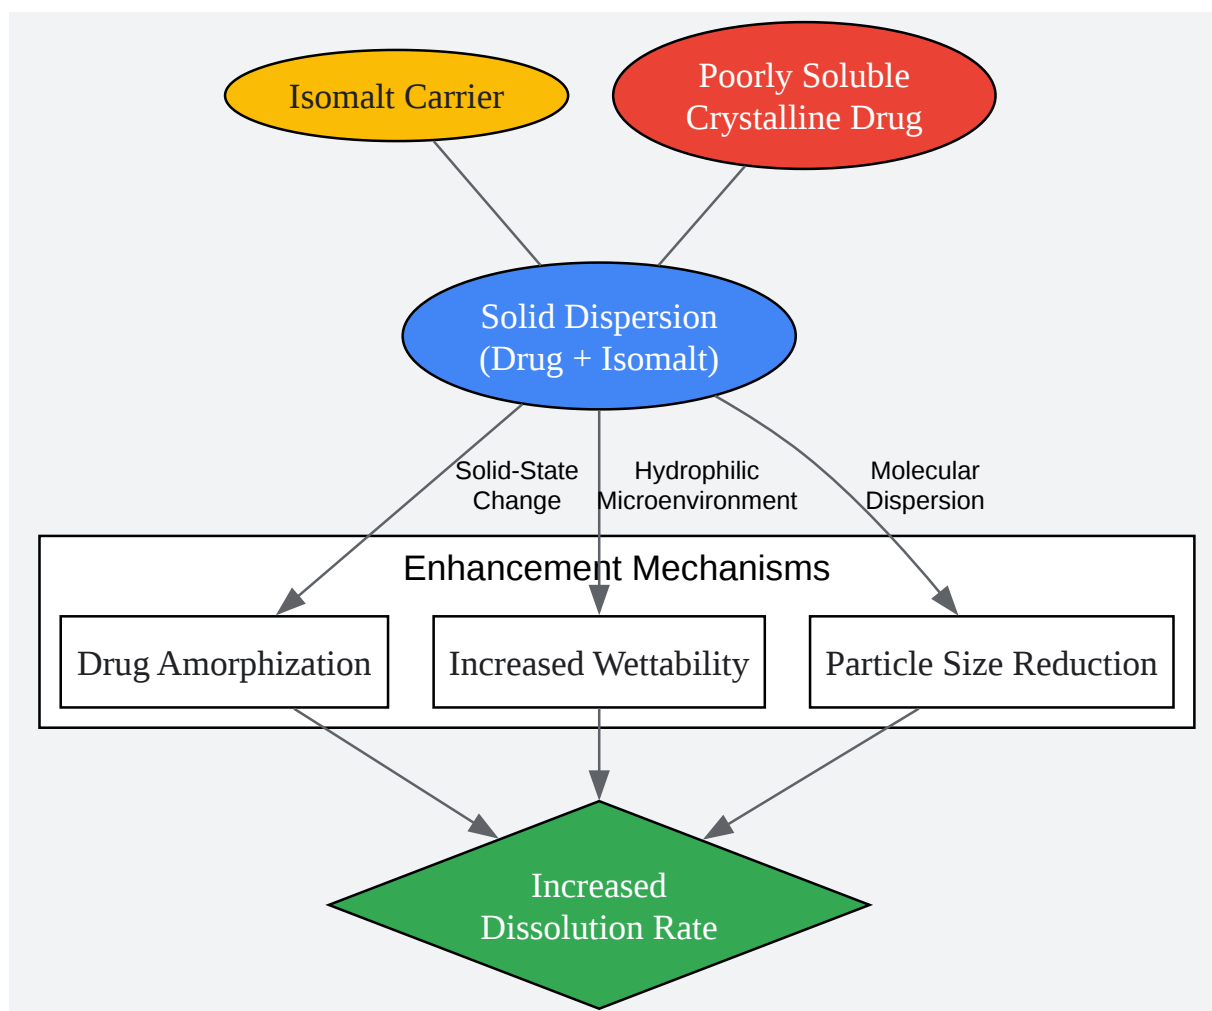 Isomalt Carrier
Poorly Soluble
Crystalline Drug
Solid Dispersion
(Drug + Isomalt)
Solid-State
Change
Hydrophilic
Microenvironment
Molecular
Dispersion
Enhancement Mechanisms
Drug Amorphization
Increased Wettability
Particle Size Reduction
Increased
Dissolution Rate